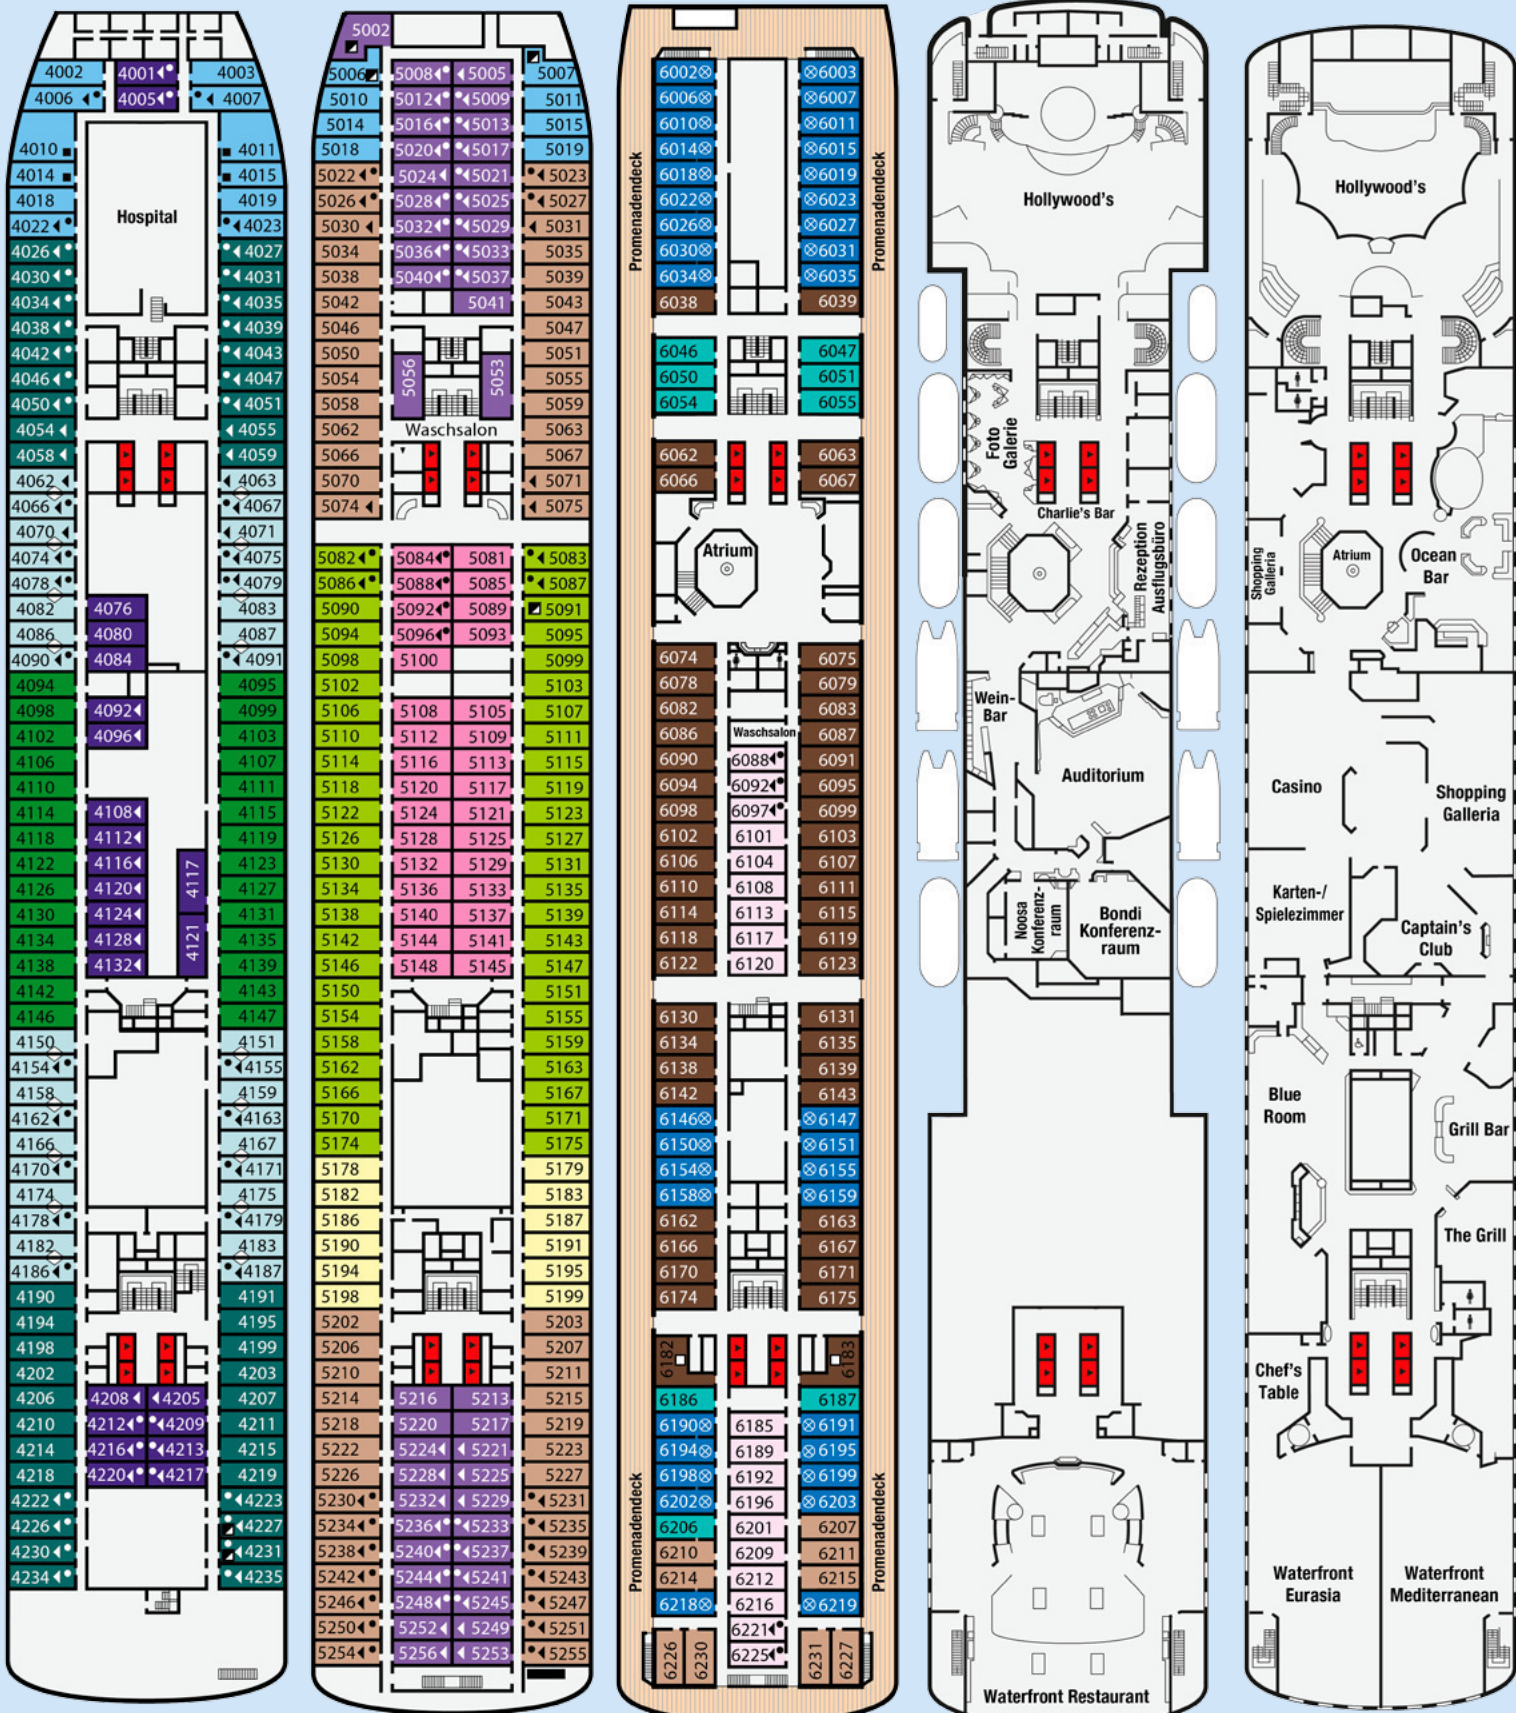 4002 4001 4003
4006 4005 4007
4010 4011
4014 4015
4018 4019
Hospital
4022 4023
4026 4027
4030 4031
4034 4035
4038 4039
4042 4043
4046 4047
4050 4051
4054 4055
4058 4059
4062 4063
4066 4067
4070 4071
4074 4075
4078 4079
4082 4076 4083
4086 4080 4087
4090 4084 4091
4094 4095
4098 4092 4099
4102 4096 4103
4106 4107
4110 4111
4114 4108 4115
4118 4112 4119
4122 4116 4117 4123
4126 4120 4127
4130 4124 4131
4134 4128 4121 4135
4138 4132 4139
4142 4143
4146 4147
4150 4151
4154 4155
4158 4159
4162 4163
4166 4167
4170 4171
4174 4175
4178 4179
4182 4183
4186 4187
4190 4191
4194 4195
4198 4199
4202 4203
4206 4208 4205 4207
4210 4212 4209 4211
4214 4216 4213 4215
4218 4220 4217 4219
4222 4223
4226 4227
4230 4231
4234 4235
5002
5006 5008 5005 5007
5010 5012 5009 5011
5014 5016 5013 5015
5018 5020 5017 5019
5022 5024 5021 5023
5026 5028 5025 5027
5030 5032 5029 5031
5034 5036 5033 5035
5038 5040 5037 5039
5042 5041 5043
5046 5047
5050 5051
5054 5056 5053 5055
5058 5059
5062 Waschsalon 5063
5066 5067
5070 5071
5074 5075
5082 5084 5081 5083
5086 5088 5085 5087
5090 5092 5089 5091
5094 5096 5093 5095
5098 5100 5099
5102 5103
5106 5108 5105 5107
5110 5112 5109 5111
5114 5116 5113 5115
5118 5120 5117 5119
5122 5124 5121 5123
5126 5128 5125 5127
5130 5132 5129 5131
5134 5136 5133 5135
5138 5140 5137 5139
5142 5144 5141 5143
5146 5148 5145 5147
5150 5151
5154 5155
5158 5159
5162 5163
5166 5167
5170 5171
5174 5175
5178 5179
5182 5183
5186 5187
5190 5191
5194 5195
5198 5199
5202 5203
5206 5207
5210 5211
5214 5216 5213 5215
5218 5220 5217 5219
5222 5224 5221 5223
5226 5228 5225 5227
5230 5232 5229 5231
5234 5236 5233 5235
5238 5240 5237 5239
5242 5244 5241 5243
5246 5248 5245 5247
5250 5252 5249 5251
5254 5256 5253 5255
Promenadendeck
Promenadendeck
6002 6003
6006 6007
6010 6011
6014 6015
6018 6019
6022 6023
6026 6027
6030 6031
6034 6035
6038 6039
6046 6047
6050 6051
6054 6055
6062 6063
6066 6067
Atrium
6074 6075
6078 6079
6082 6083
6086 Waschsalon 6087
6090 6088 6091
6094 6092 6095
6098 6097 6099
6102 6101 6103
6106 6104 6107
6110 6108 6111
6114 6113 6115
6118 6117 6119
6122 6120 6123
6130 6131
6134 6135
6138 6139
6142 6143
6146 6147
6150 6151
6154 6155
6158 6159
6162 6163
6166 6167
6170 6171
6174 6175
6182 6183
6186 6187
6190 6185 6191
6194 6189 6195
6198 6192 6199
6202 6196 6203
6206 6201 6207
6210 6209 6211
6214 6212 6215
6218 6216 6219
6221
6226 6230 6225 6231 6227
Promenadendeck
Promenadendeck
Hollywood's
Foto
Galerie
Charlie's Bar
Rezeption
Ausflugsbüro
Wein-
Bar
Auditorium
Noosa
Konferenz-
raum
Bondi
Konferenz-
raum
Waterfront Restaurant
Hollywood's
Shopping
Galleria
Atrium
Ocean
Bar
Casino
Shopping
Galleria
Karten-/
Spielezimmer
Captain's
Club
Blue
Room
Grill Bar
The Grill
Chef's
Table
Waterfront
Eurasia
Waterfront
Mediterranean